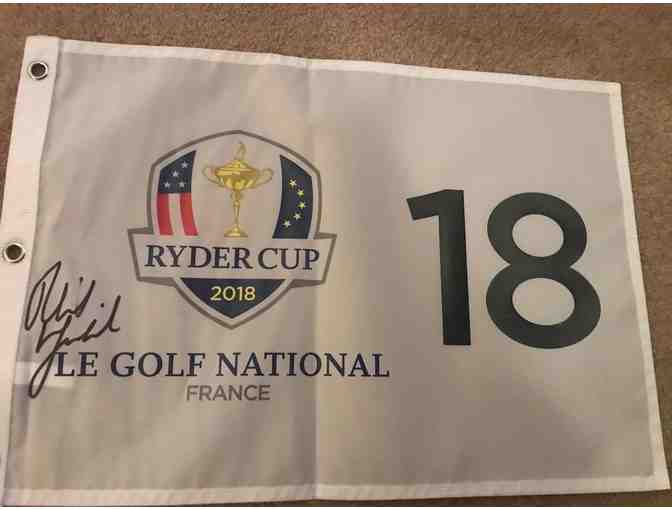 RYDER CUP
2018
LE GOLF NATIONAL
FRANCE
18